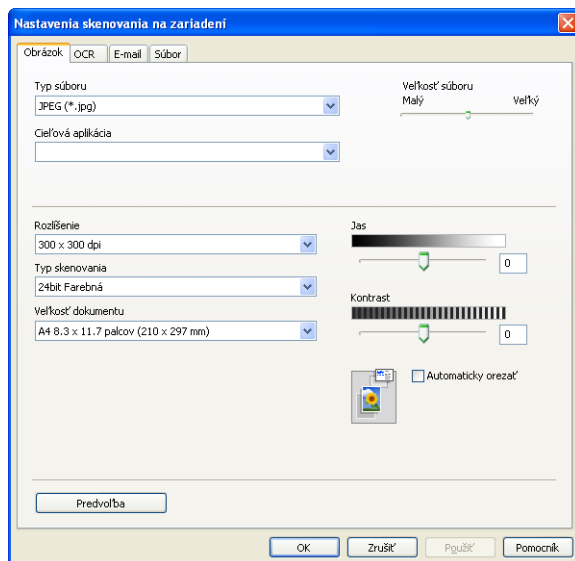 Nastavenia skenovania na zariadení
Obrázok OCR E-mail Súbor
Typ súboru
JPEG (*.jpg)
Veľkosť súboru
Malý Veľký
Cieľová aplikácia
Rozlíšenie
300 x 300 dpi
Typ skenovania
24bit Farebná
Veľkosť dokumentu
A4 8.3 x 11.7 palcov (210 x 297 mm)
Jas
0
Kontrast
0
Automaticky orezať
Predvoľba
OK Zrušiť Použiť Pomocník